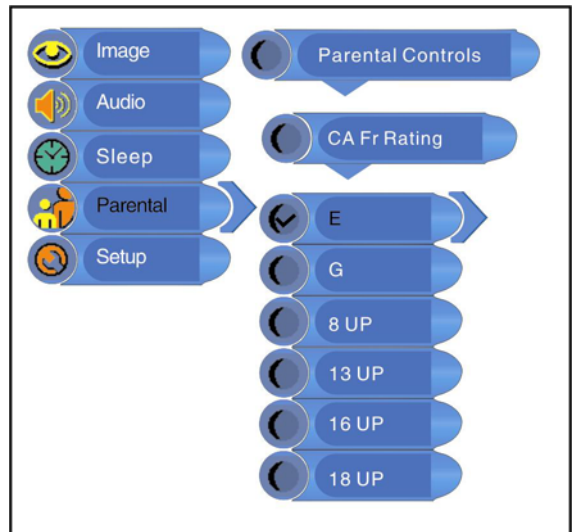 Image
Audio
Sleep
Parental
Setup
Parental Controls
CA Fr Rating
E
G
8 UP
13 UP
16 UP
18 UP